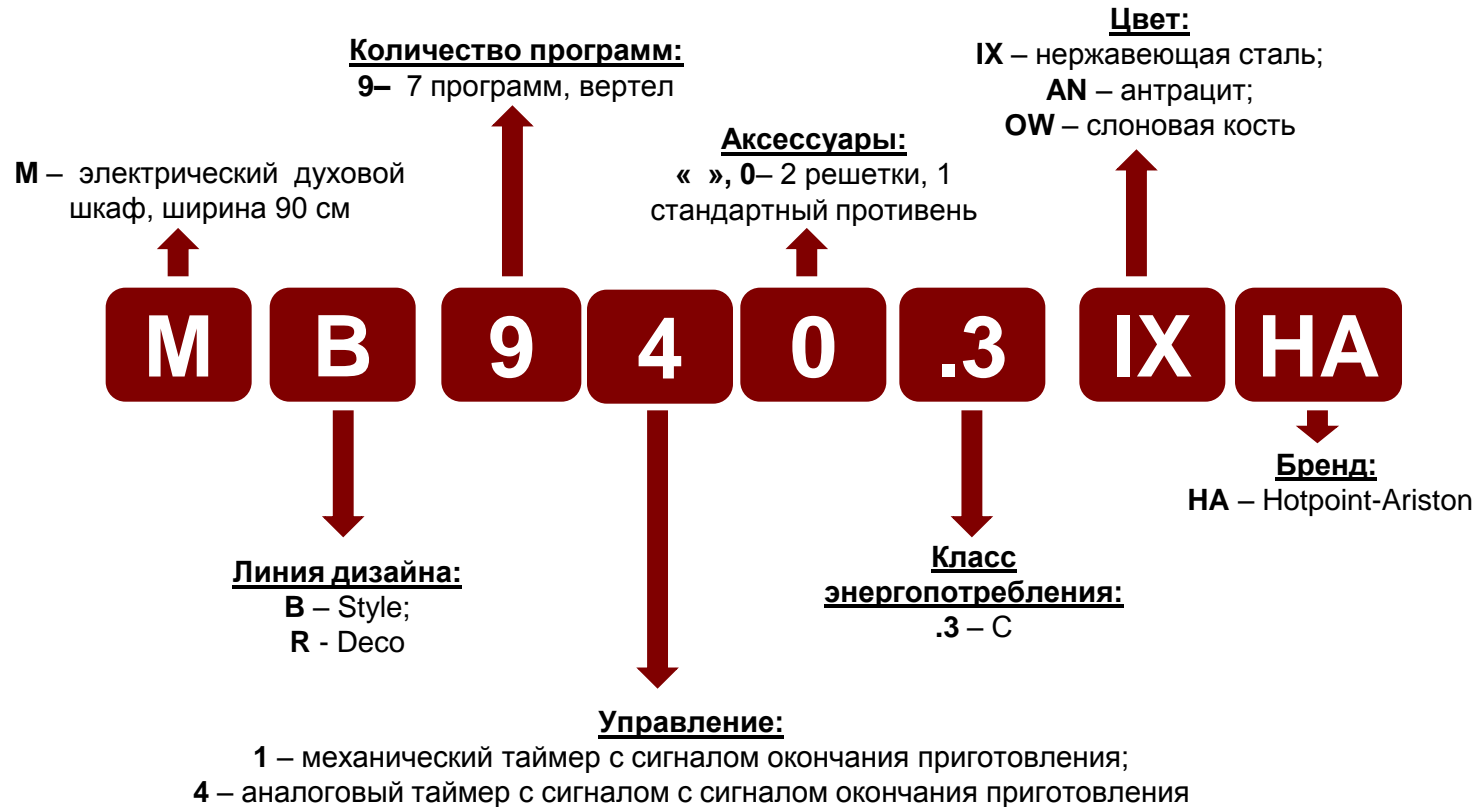 Цвет:
IX – нержавеющая сталь;
AN – антрацит;
OW – слоновая кость
Количество программ:
9– 7 программ, вертел
Аксессуары:
« », 0– 2 решетки, 1
стандартный противень
M – электрический духовой
шкаф, ширина 90 см
M B 9 4 0 .3 IX HA
Бренд:
HA – Hotpoint-Ariston
Линия дизайна:
B – Style;
R - Deco
Класс
энергопотребления:
.3 – C
Управление:
1 – механический таймер с сигналом окончания приготовления;
4 – аналоговый таймер с сигналом с сигналом окончания приготовления